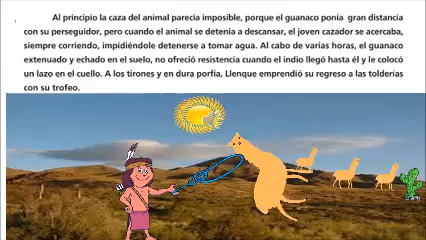 Al principio la caza del animal parecía imposible, porque el guanaco ponía gran distancia
con su perseguidor, pero cuando el animal se detenía a descansar, el joven cazador se acercaba,
siempre corriendo, impidiéndole detenerse a tomar agua. Al cabo de varias horas, el guanaco
extenuado y echado en el suelo, no ofreció resistencia cuando el indio llegó hasta él y le colocó
un lazo en el cuello. A los tirones y en dura porfía, Llenque emprendió su regreso a las tolderías
con su trofeo.